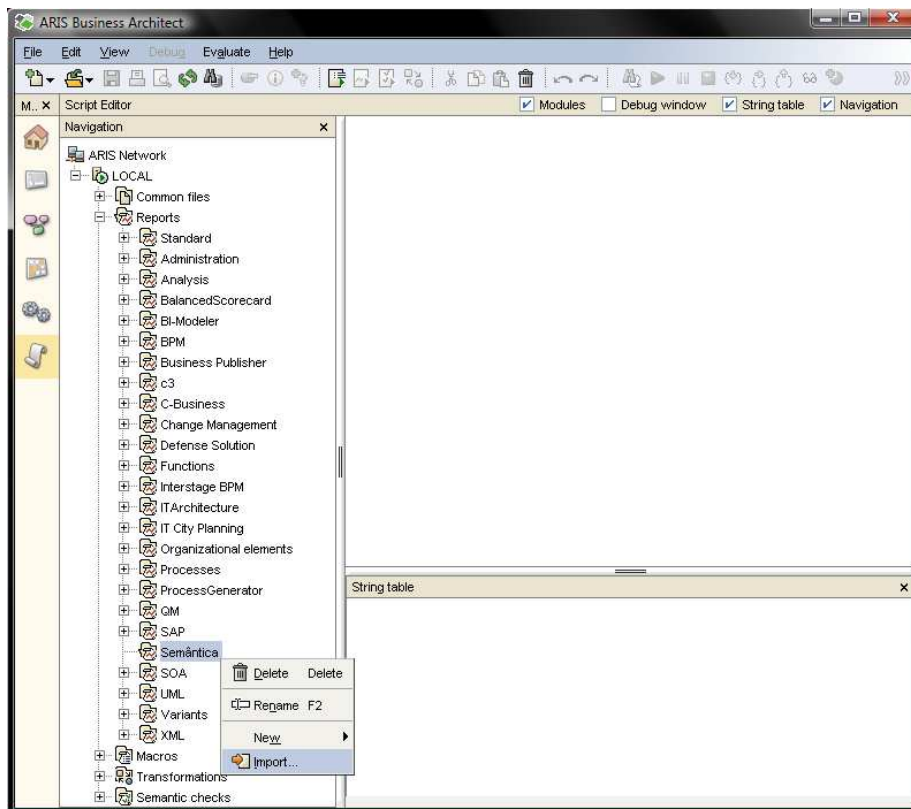 ARIS Business Architect
File Edit View Debug Evaluate Help
M.. Script Editor Modules Debug window String table Navigation
Navigation
ARIS Network
LOCAL
Common files
Reports
Standard
Administration
Analysis
BalancedScorecard
BI-Modeler
BPM
Business Publisher
c3
C-Business
Change Management
Defense Solution
Functions
Interstage BPM
ITArchitecture
IT City Planning
Organizational elements
Processes
ProcessGenerator
QM
SAP
Semântica
SOA
UML
Variants
XML
Macros
Transformations
Semantic checks
Delete Delete
Rename F2
New
Import...
String table